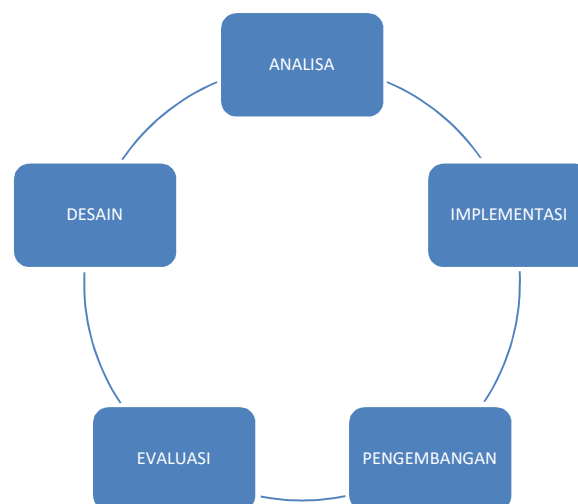 ANALISA
IMPLEMENTASI
PENGEMBANGAN
EVALUASI
DESAIN